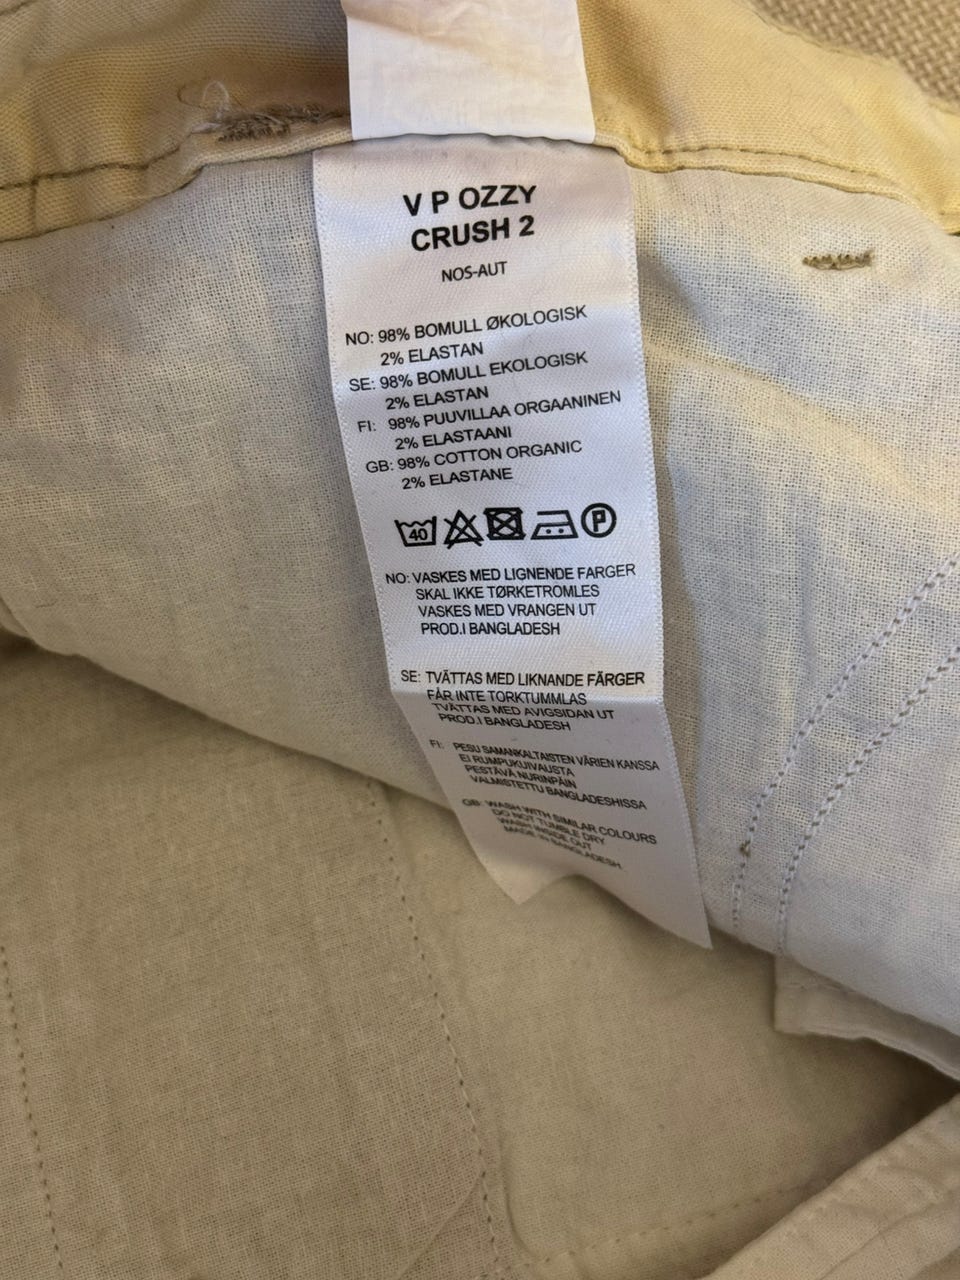 V P OZZY
CRUSH 2
NOS-AUT
NO: 98% BOMULL ØKOLOGISK
2% ELASTAN
SE: 98% BOMULL EKOLOGISK
2% ELASTAN
FI: 98% PUUVILLAA ORGAANINEN
2% ELASTAANI
GB: 98% COTTON ORGANIC
2% ELASTANE
40 P
NO: VASKES MED LIGNENDE FARGER
SKAL IKKE TØRKETROMLES
VASKES MED VRANGEN UT
PROD.I BANGLADESH
SE: TVÄTTAS MED LIKNANDE FÄRGER
FÅR INTE TORKTUMMLAS
TVÄTTAS MED AVIGSIDAN UT
PROD.I BANGLADESH
FI: PESU SAMANKALTAISTEN VÄRIEN KANSSA
EI RUMPUKUIVAUSTA
PESTÄVÄ NURINPÄIN
VALMISTETTU BANGLADESHISSA
GB: WASH WITH SIMILAR COLOURS
DO NOT TUMBLE DRY
WASH INSIDE OUT
MADE IN BANGLADESH